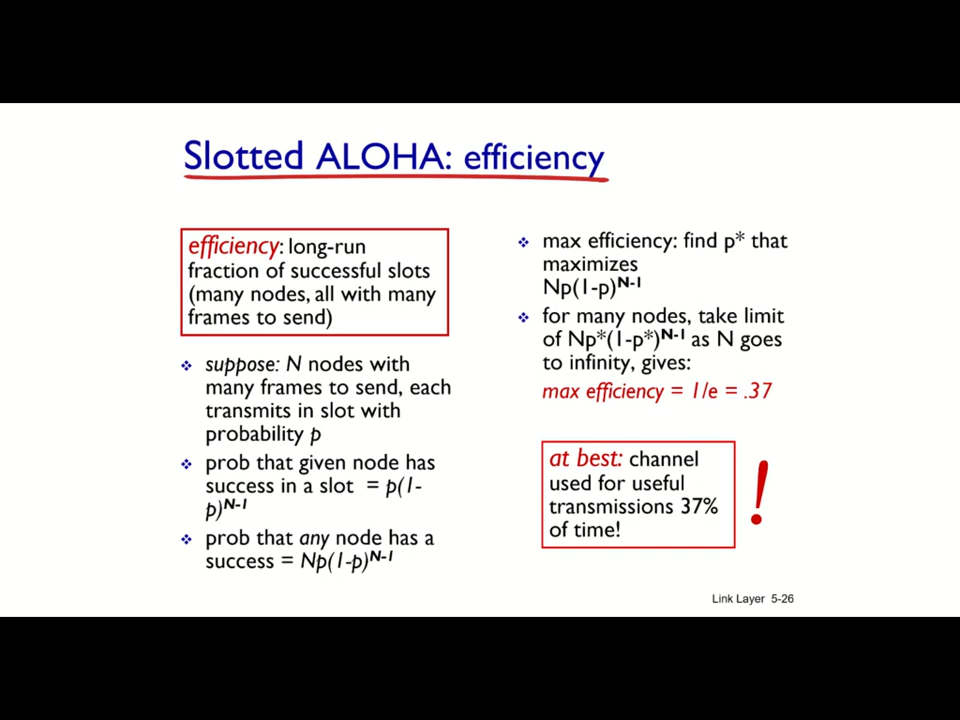 Slotted ALOHA: efficiency
efficiency: long-run
fraction of successful slots
(many nodes, all with many
frames to send)
❖ suppose: N nodes with
many frames to send, each
transmits in slot with
probability p
❖ prob that given node has
success in a slot = p(1-
p)^N-1
❖ prob that any node has a
success = Np(1-p)^N-1
❖ max efficiency: find p* that
maximizes
Np(1-p)^N-1
❖ for many nodes, take limit
of Np*(1-p*)^N-1 as N goes
to infinity, gives:
max efficiency = 1/e = .37
at best: channel
used for useful
transmissions 37%
of time!
!
Link Layer 5-26